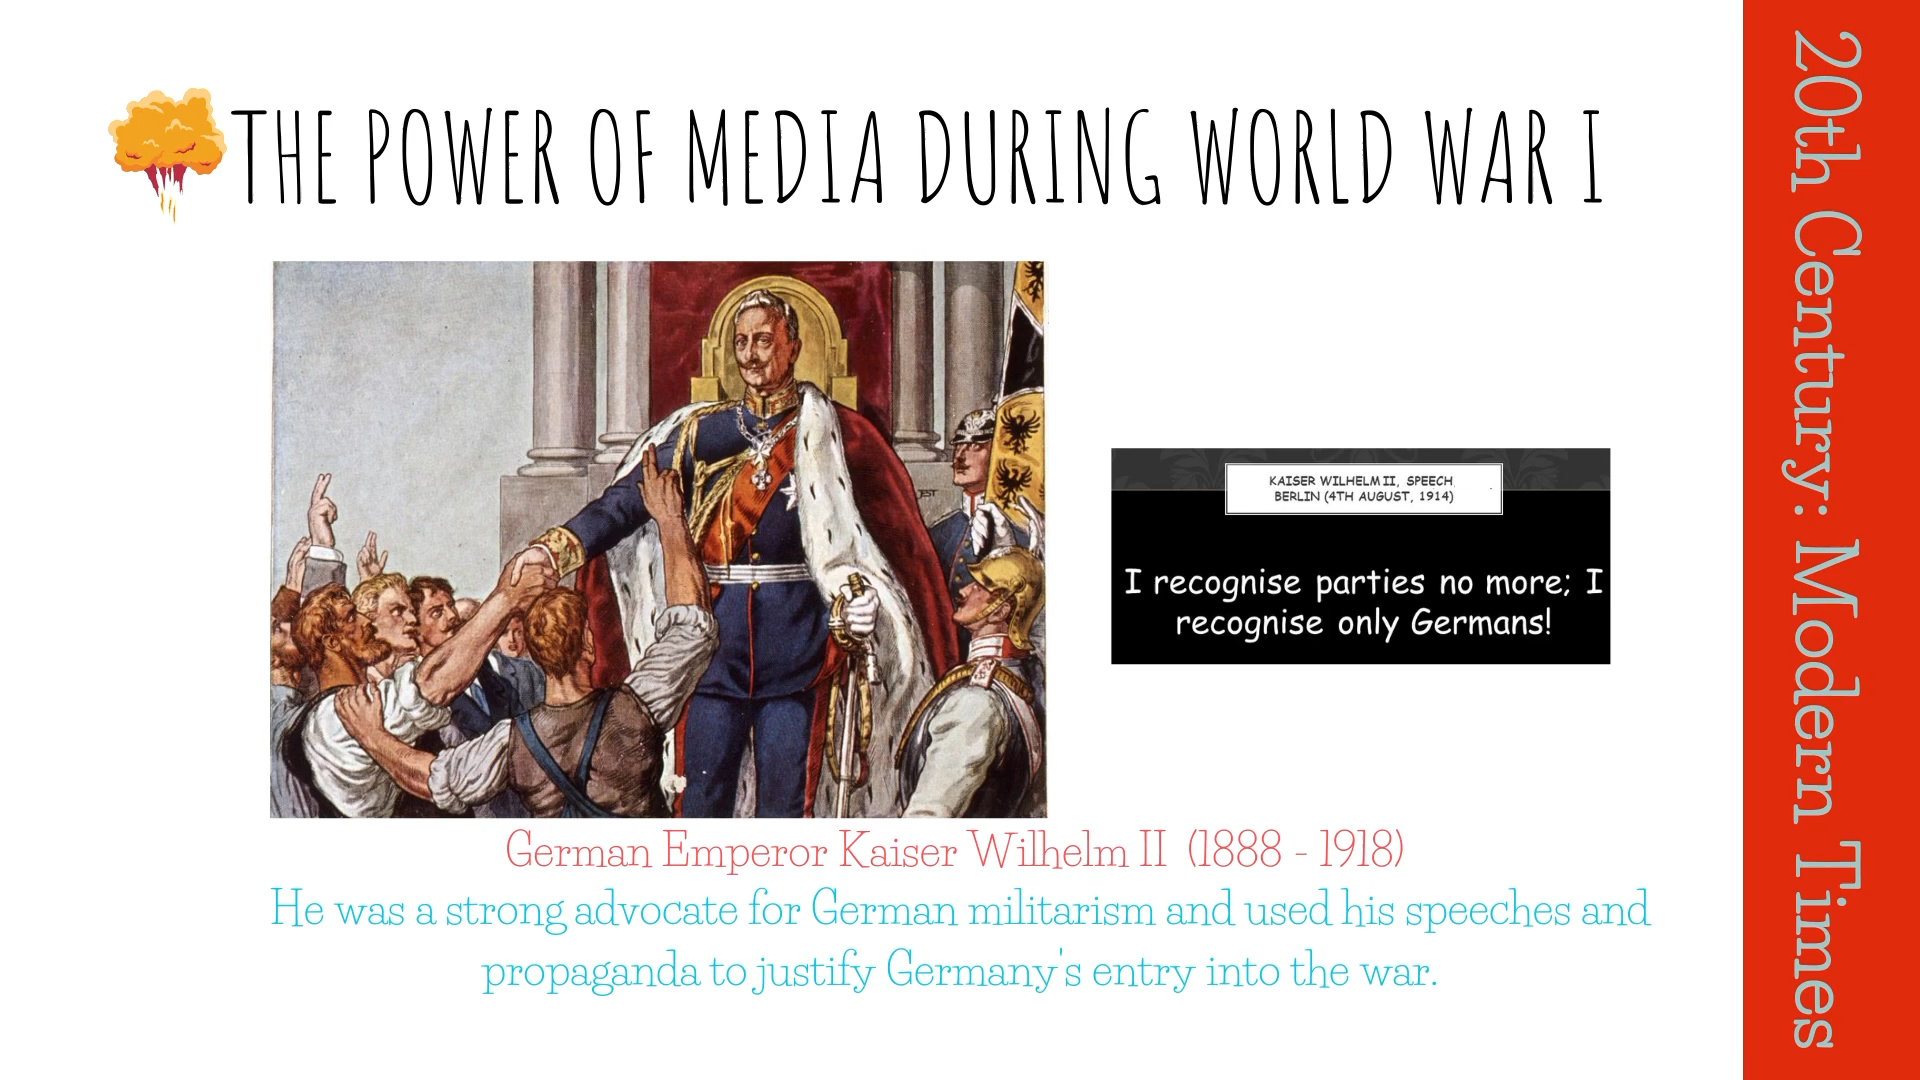 THE POWER OF MEDIA DURING WORLD WAR I
JEST
KAISER WILHELM II, SPEECH
BERLIN (4TH AUGUST, 1914)
I recognise parties no more; I
recognise only Germans!
German Emperor Kaiser Wilhelm II (1888 - 1918)
He was a strong advocate for German militarism and used his speeches and
propaganda to justify Germany's entry into the war.
20th Century: Modern Times